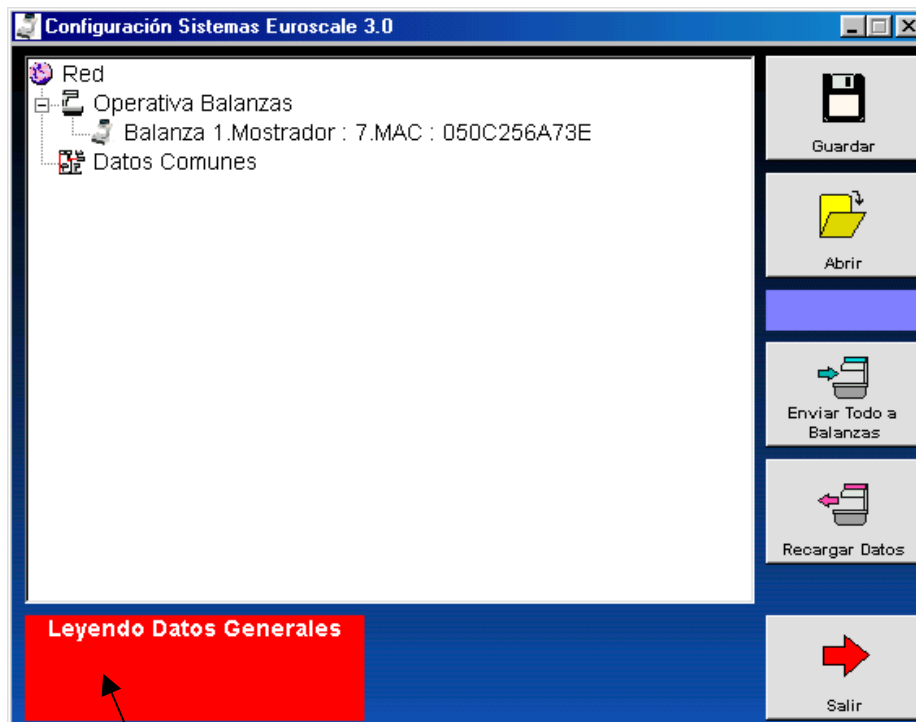 Configuración Sistemas Euroscale 3.0
Red
Operativa Balanzas
Balanza 1.Mostrador : 7.MAC : 050C256A73E
Datos Comunes
Guardar
Abrir
Enviar Todo a
Balanzas
Recargar Datos
Leyendo Datos Generales
Salir